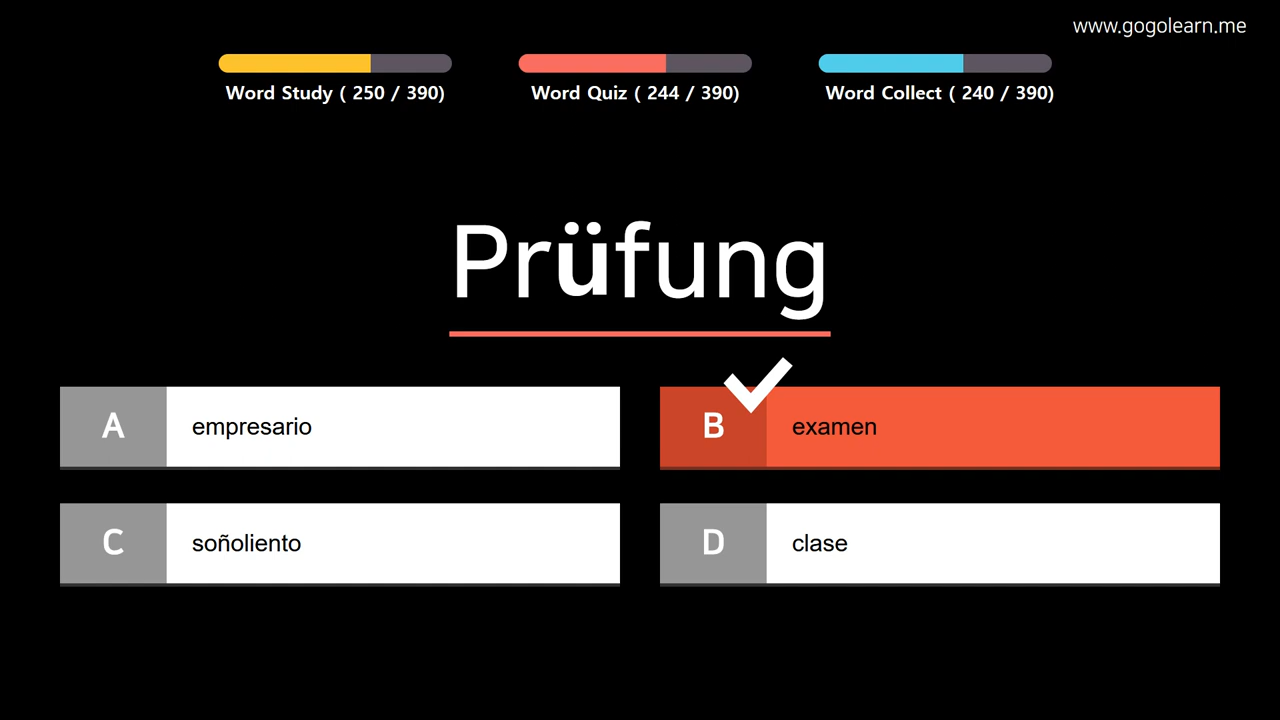 www.gogolearn.me
Word Study ( 250 / 390)
Word Quiz ( 244 / 390)
Word Collect ( 240 / 390)
Prüfung
A empresario
B examen
C soñoliento
D clase